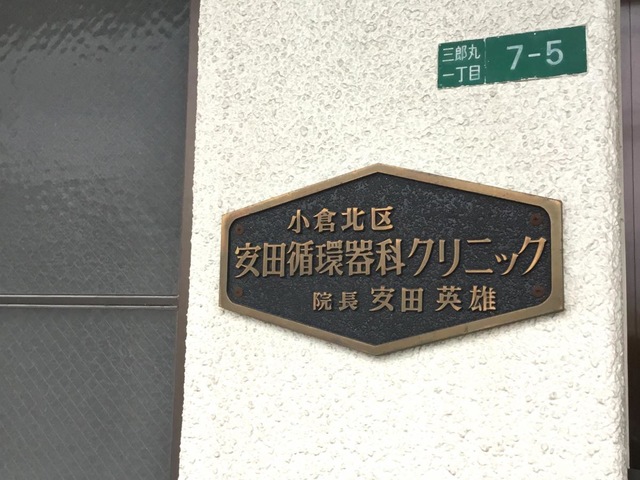 三郎丸
一丁目
7-5
小倉北区
安田循環器科クリニック
院長 安田英雄